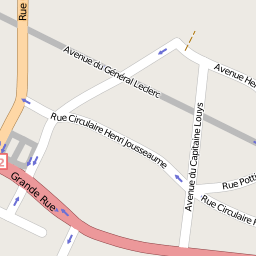 Rue
Avenue du Général Leclerc
Avenue He
Rue Circulaire Henri Jousseaume
Avenue du Capitaine Louys
Rue Potti
2
Grande Rue
Rue Circulaire